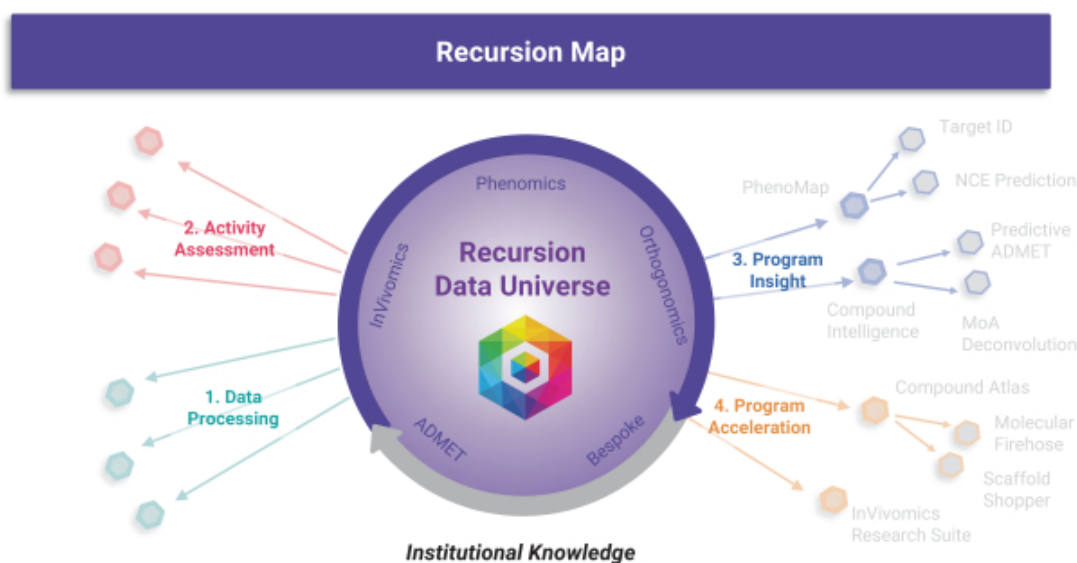 Recursion Map
2. Activity
Assessment
1. Data
Processing
Phenomics
InVivomics
Orthogonomics
ADMET
Bespoke
Recursion
Data Universe
3. Program
Insight
PhenoMap
Target ID
NCE Prediction
Compound
Intelligence
Predictive
ADMET
MoA
Deconvolution
4. Program
Acceleration
Compound Atlas
Molecular
Firehose
Scaffold
Shopper
InVivomics
Research Suite
Institutional Knowledge